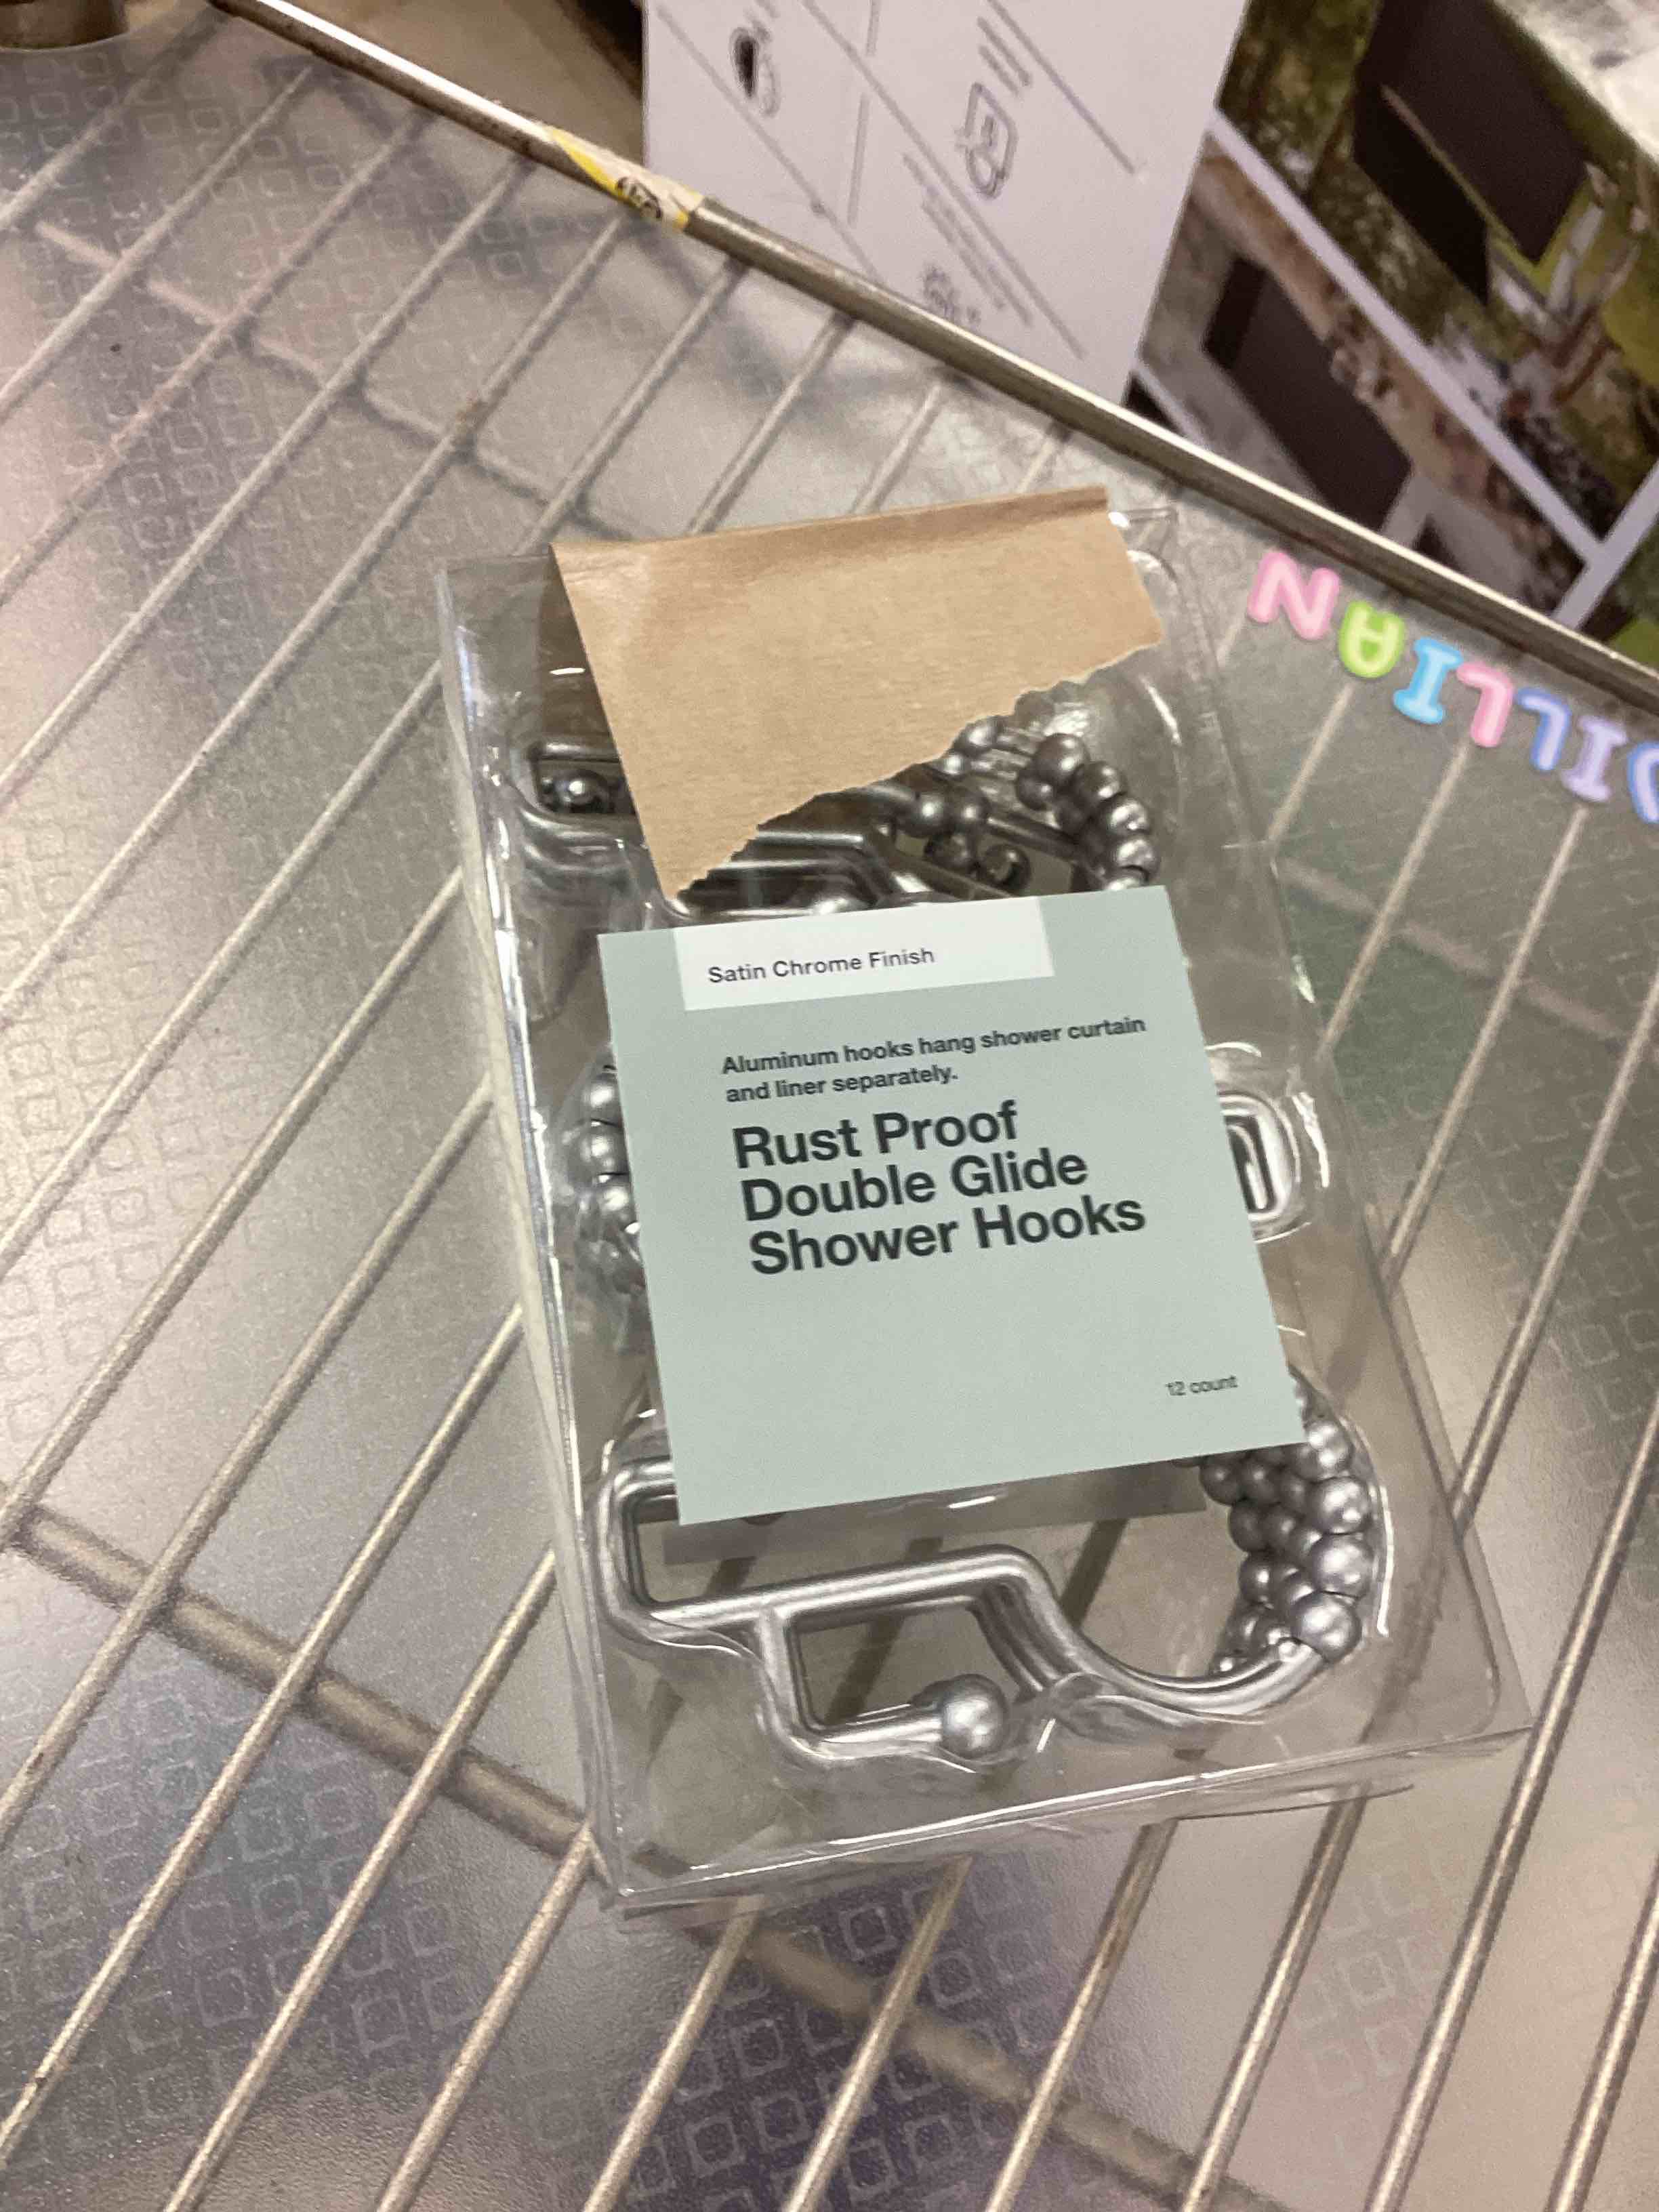 JILLIAN
Satin Chrome Finish
Aluminum hooks hang shower curtain
and liner separately.
Rust Proof
Double Glide
Shower Hooks
12 count